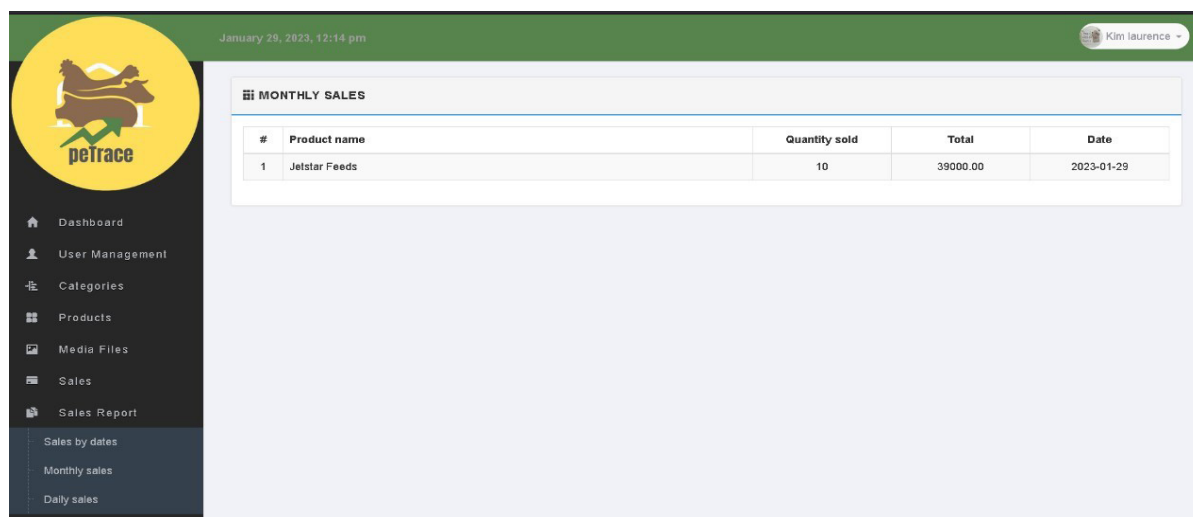 January 29, 2023, 12:14 pm
Kim laurence
peTrace
MONTHLY SALES
# Product name Quantity sold Total Date
1 Jetstar Feeds 10 39000.00 2023-01-29
Dashboard
User Management
Categories
Products
Media Files
Sales
Sales Report
Sales by dates
Monthly sales
Daily sales